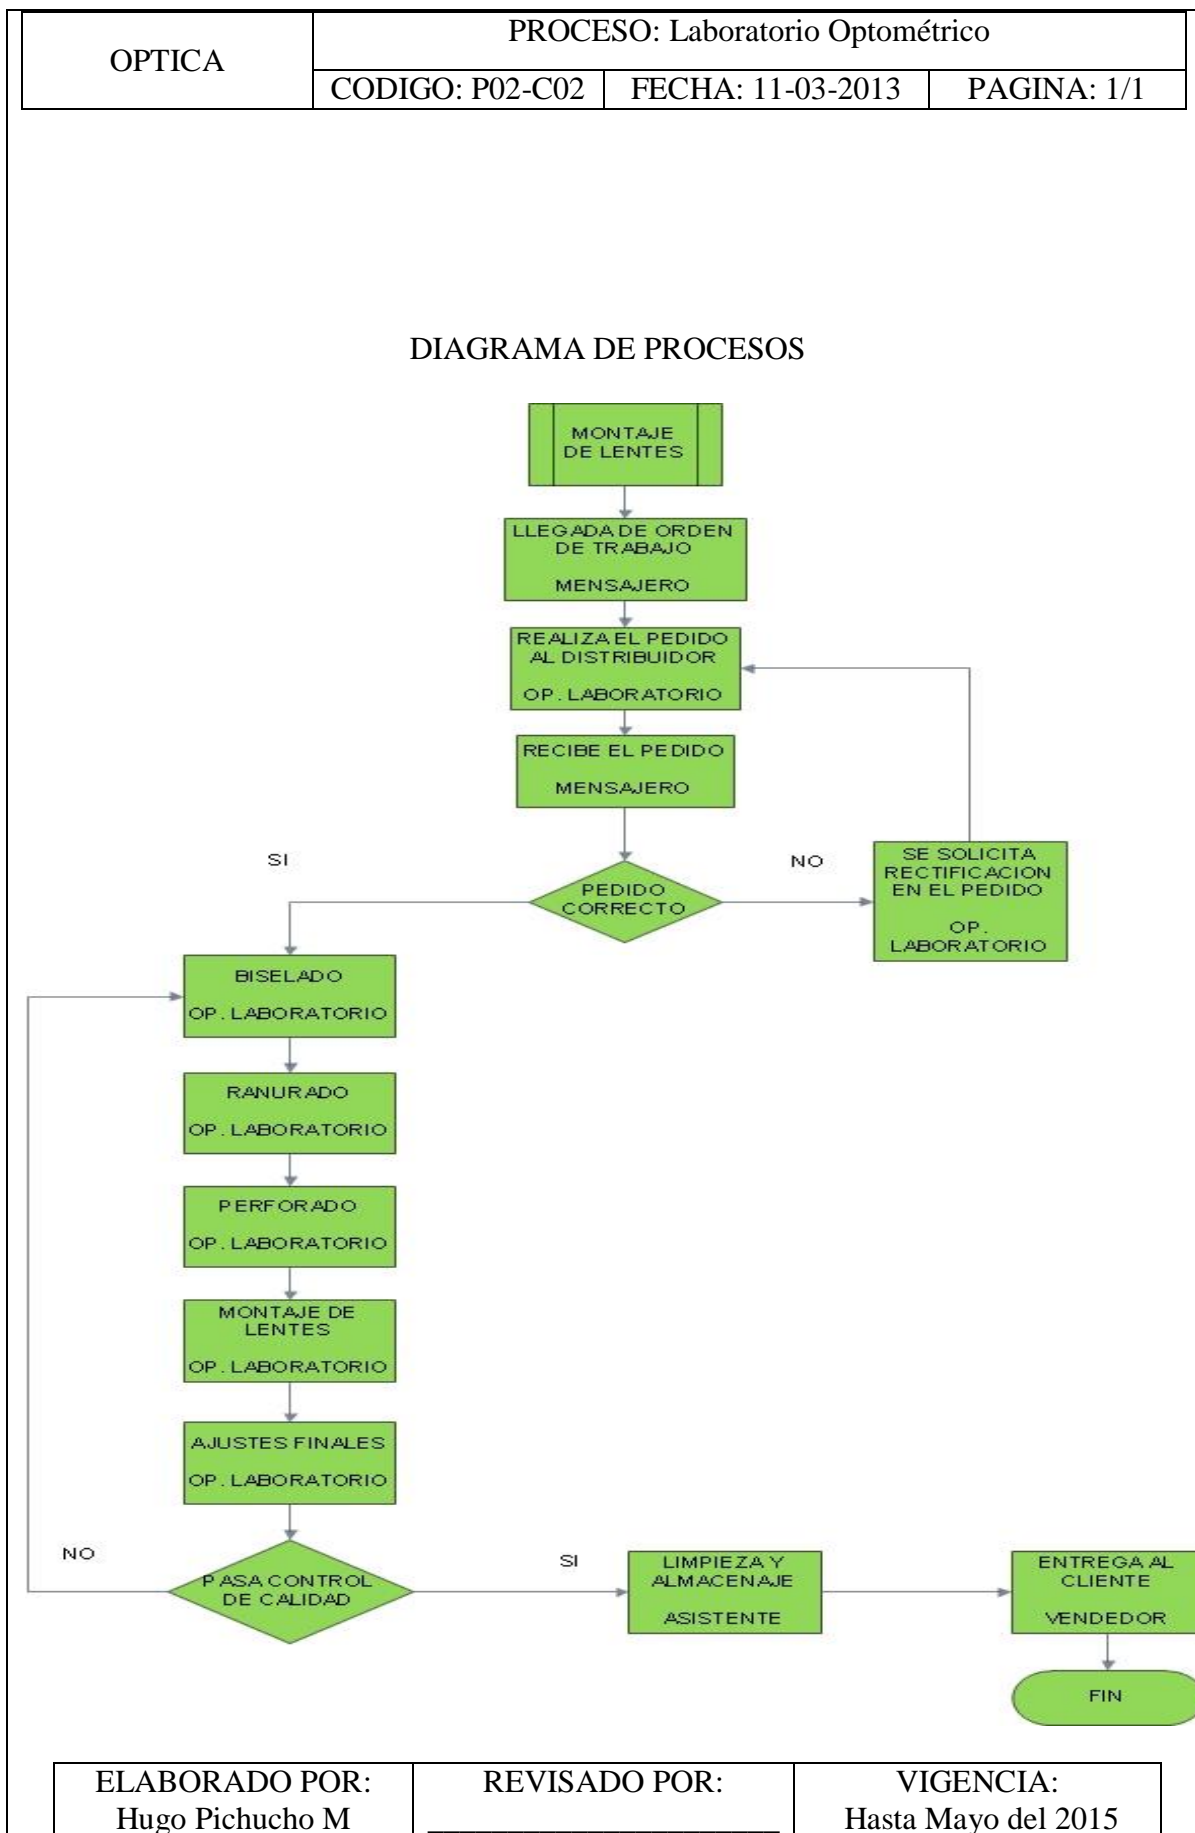 OPTICA
PROCESO: Laboratorio Optométrico
CODIGO: P02-C02
FECHA: 11-03-2013
PAGINA: 1/1
DIAGRAMA DE PROCESOS
MONTAJE
DE LENTES
LLEGADA DE ORDEN
DE TRABAJO
MENSAJERO
REALIZA EL PEDIDO
AL DISTRIBUIDOR
OP. LABORATORIO
RECIBE EL PEDIDO
MENSAJERO
SI
PEDIDO
CORRECTO
NO
SE SOLICITA
RECTIFICACION
EN EL PEDIDO
OP.
LABORATORIO
BISELADO
OP. LABORATORIO
RANURADO
OP. LABORATORIO
PERFORADO
OP. LABORATORIO
MONTAJE DE
LENTES
OP. LABORATORIO
AJUSTES FINALES
OP. LABORATORIO
NO
PASA CONTROL
DE CALIDAD
SI
LIMPIEZA Y
ALMACENAJE
ASISTENTE
ENTREGA AL
CLIENTE
VENDEDOR
FIN
ELABORADO POR:
Hugo Pichucho M
REVISADO POR:
______________________
VIGENCIA:
Hasta Mayo del 2015